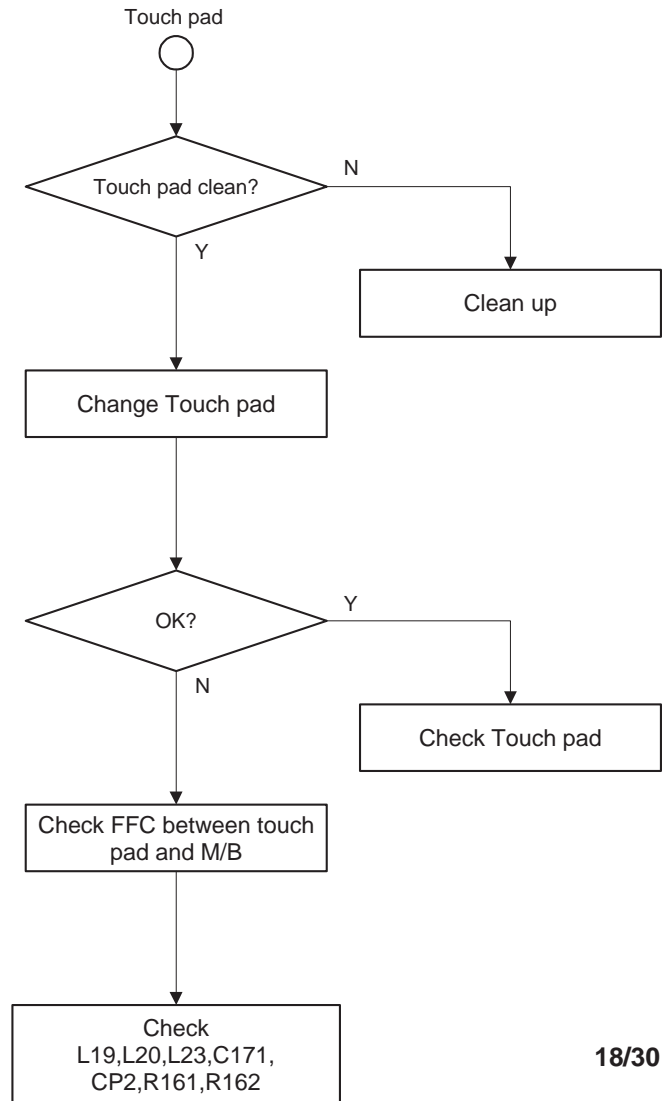 Touch pad
Touch pad clean?
N
Y
Clean up
Change Touch pad
OK?
Y
N
Check Touch pad
Check FFC between touch
pad and M/B
Check
L19,L20,L23,C171,
CP2,R161,R162
18/30